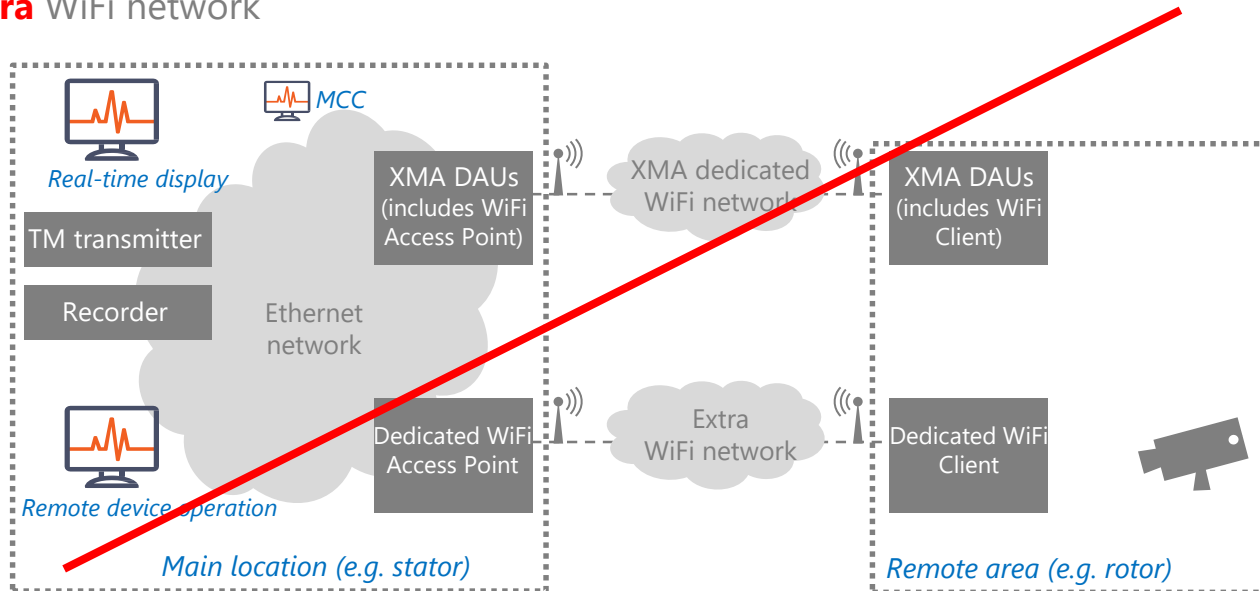 ra WiFi network
MCC
Real-time display
TM transmitter
Recorder
Ethernet
network
Remote device operation
XMA DAUs
(includes WiFi
Access Point)
Dedicated WiFi
Access Point
Main location (e.g. stator)
XMA dedicated
WiFi network
Extra
WiFi network
XMA DAUs
(includes WiFi
Client)
Dedicated WiFi
Client
Remote area (e.g. rotor)